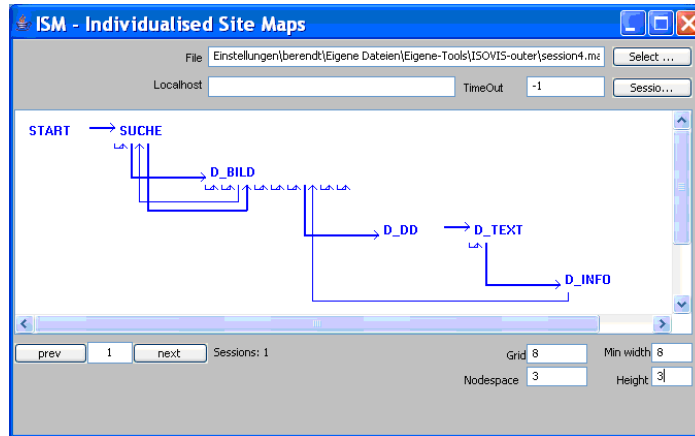 ISM - Individualised Site Maps
File Einstellungen\berendt\Eigene Dateien\Eigene-Tools\ISOVIS-outer\session4.ma Select ...
Localhost TimeOut -1 Sessio...
START SUCHE
D_BILD
D_DD D_TEXT
D_INFO
prev 1 next Sessions: 1 Grid 8 Min width 8
Nodespace 3 Height 3